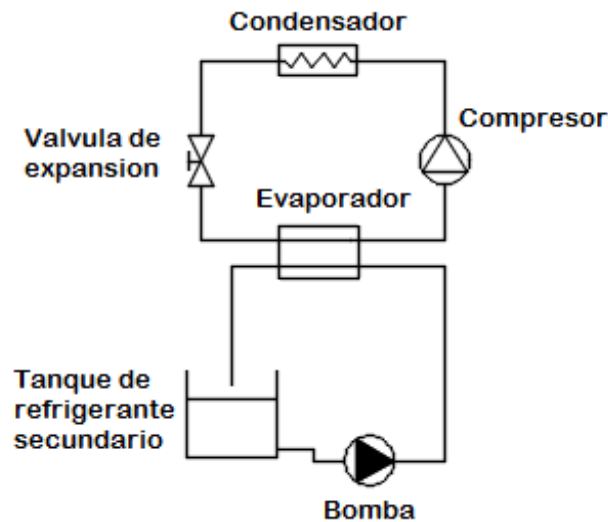 Condensador
Valvula de
expansion
Compresor
Evaporador
Tanque de
refrigerante
secundario
Bomba